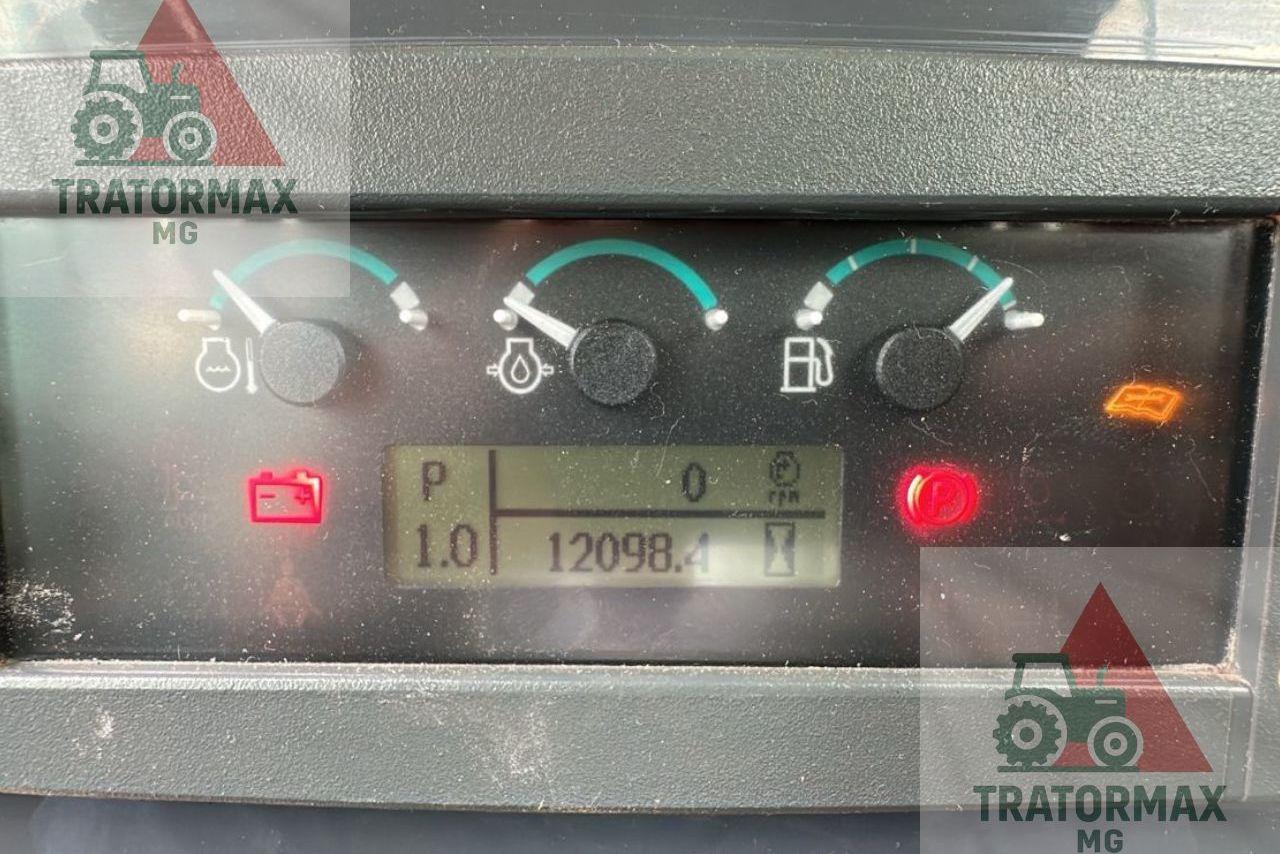 TRATORMAX
MG
P 0 rpm
1.0 12098.4
P
TRATORMAX
MG